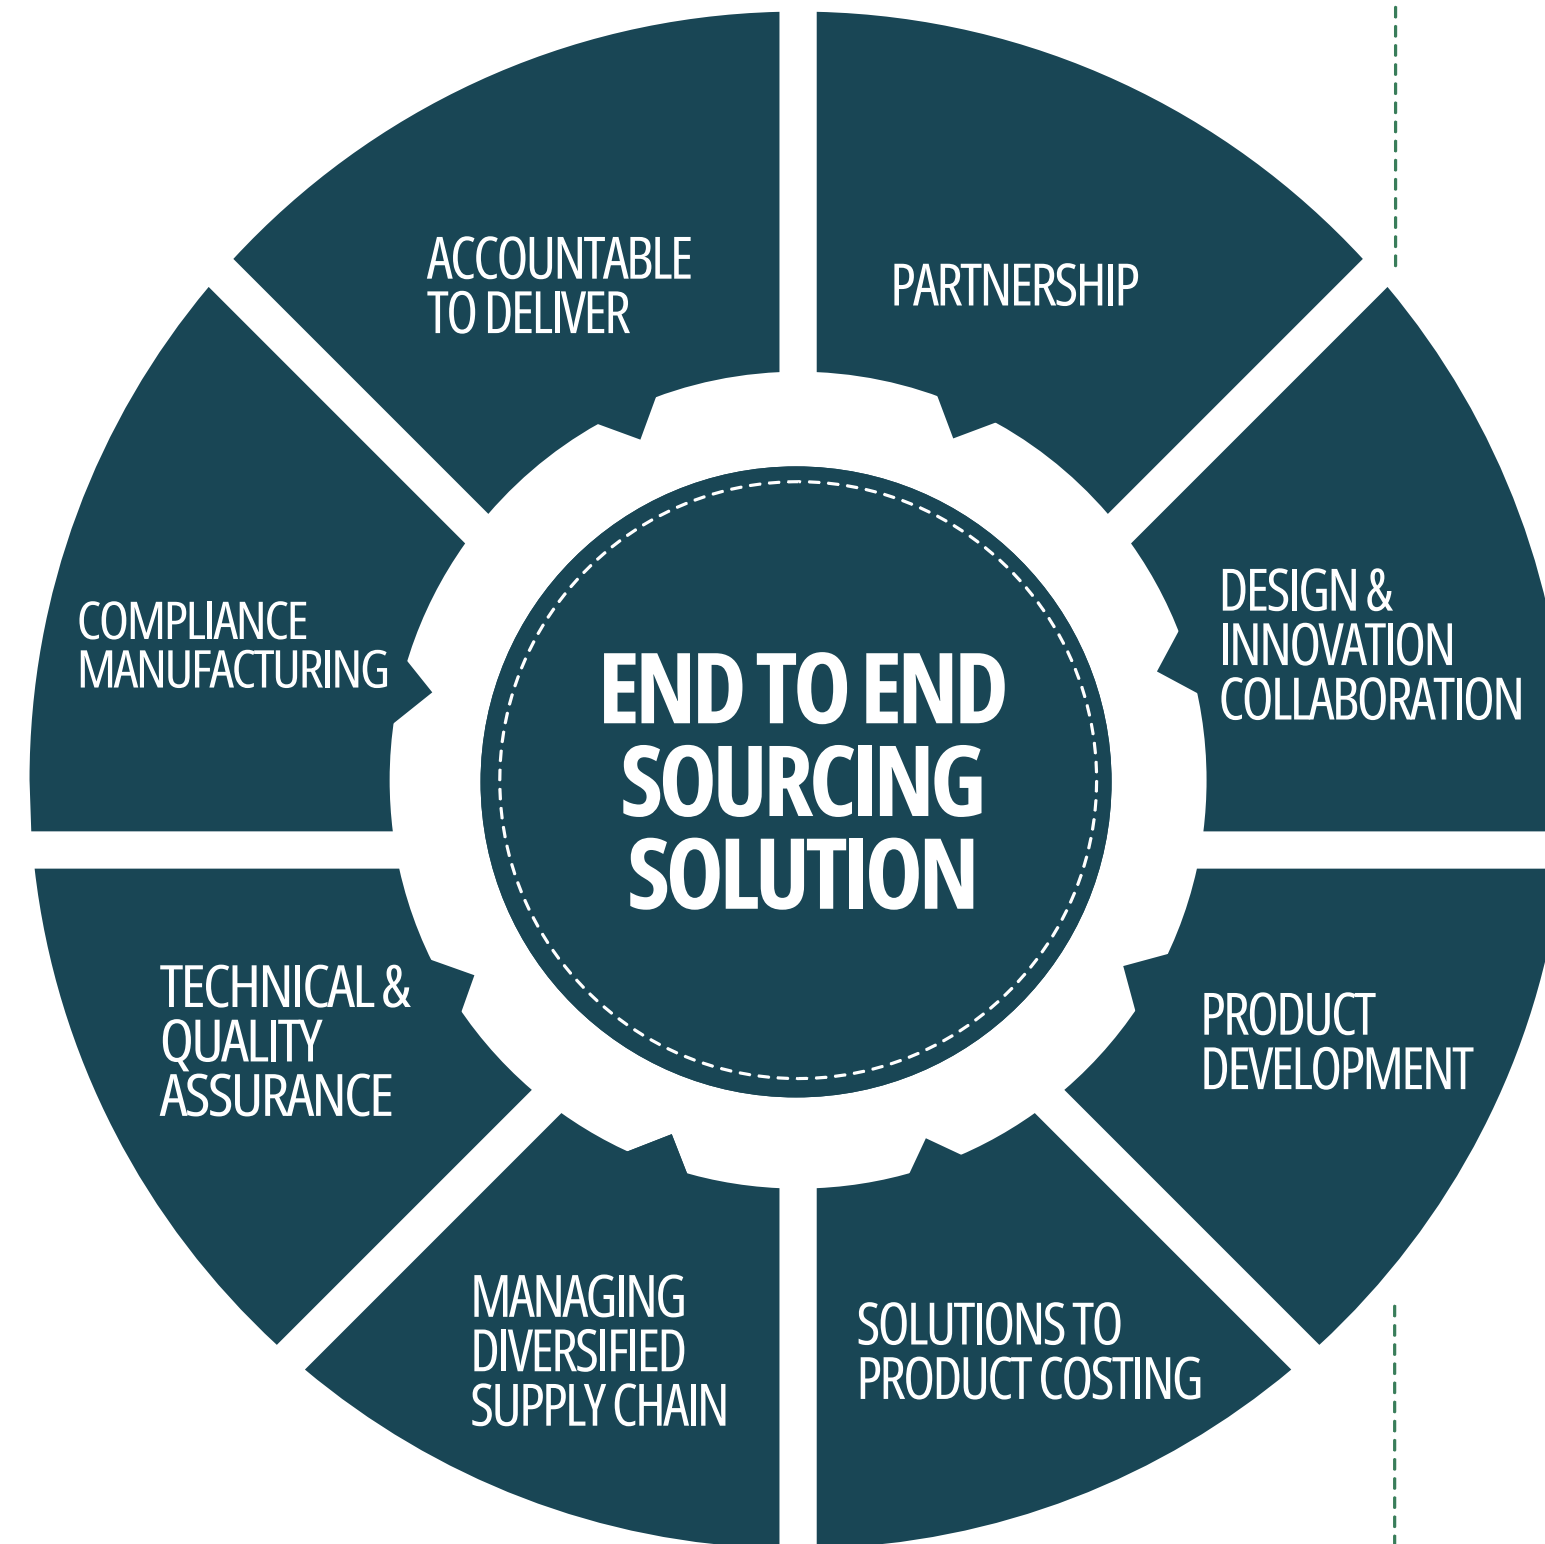 ACCOUNTABLE
TO DELIVER
PARTNERSHIP
DESIGN &
INNOVATION
COLLABORATION
COMPLIANCE
MANUFACTURING
END TO END
SOURCING
SOLUTION
TECHNICAL &
QUALITY
ASSURANCE
PRODUCT
DEVELOPMENT
MANAGING
DIVERSIFIED
SUPPLY CHAIN
SOLUTIONS TO
PRODUCT COSTING